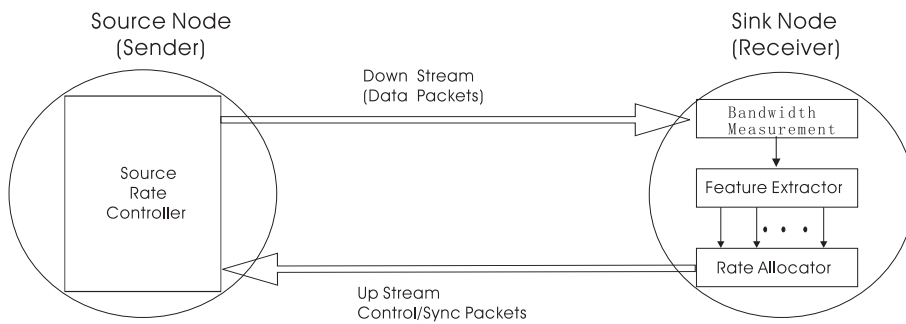 Source Node
(Sender)
Sink Node
(Receiver)
Down Stream
(Data Packets)
Bandwidth
Measurement
Source
Rate
Controller
Feature Extractor
Rate Allocator
Up Stream
Control/Sync Packets